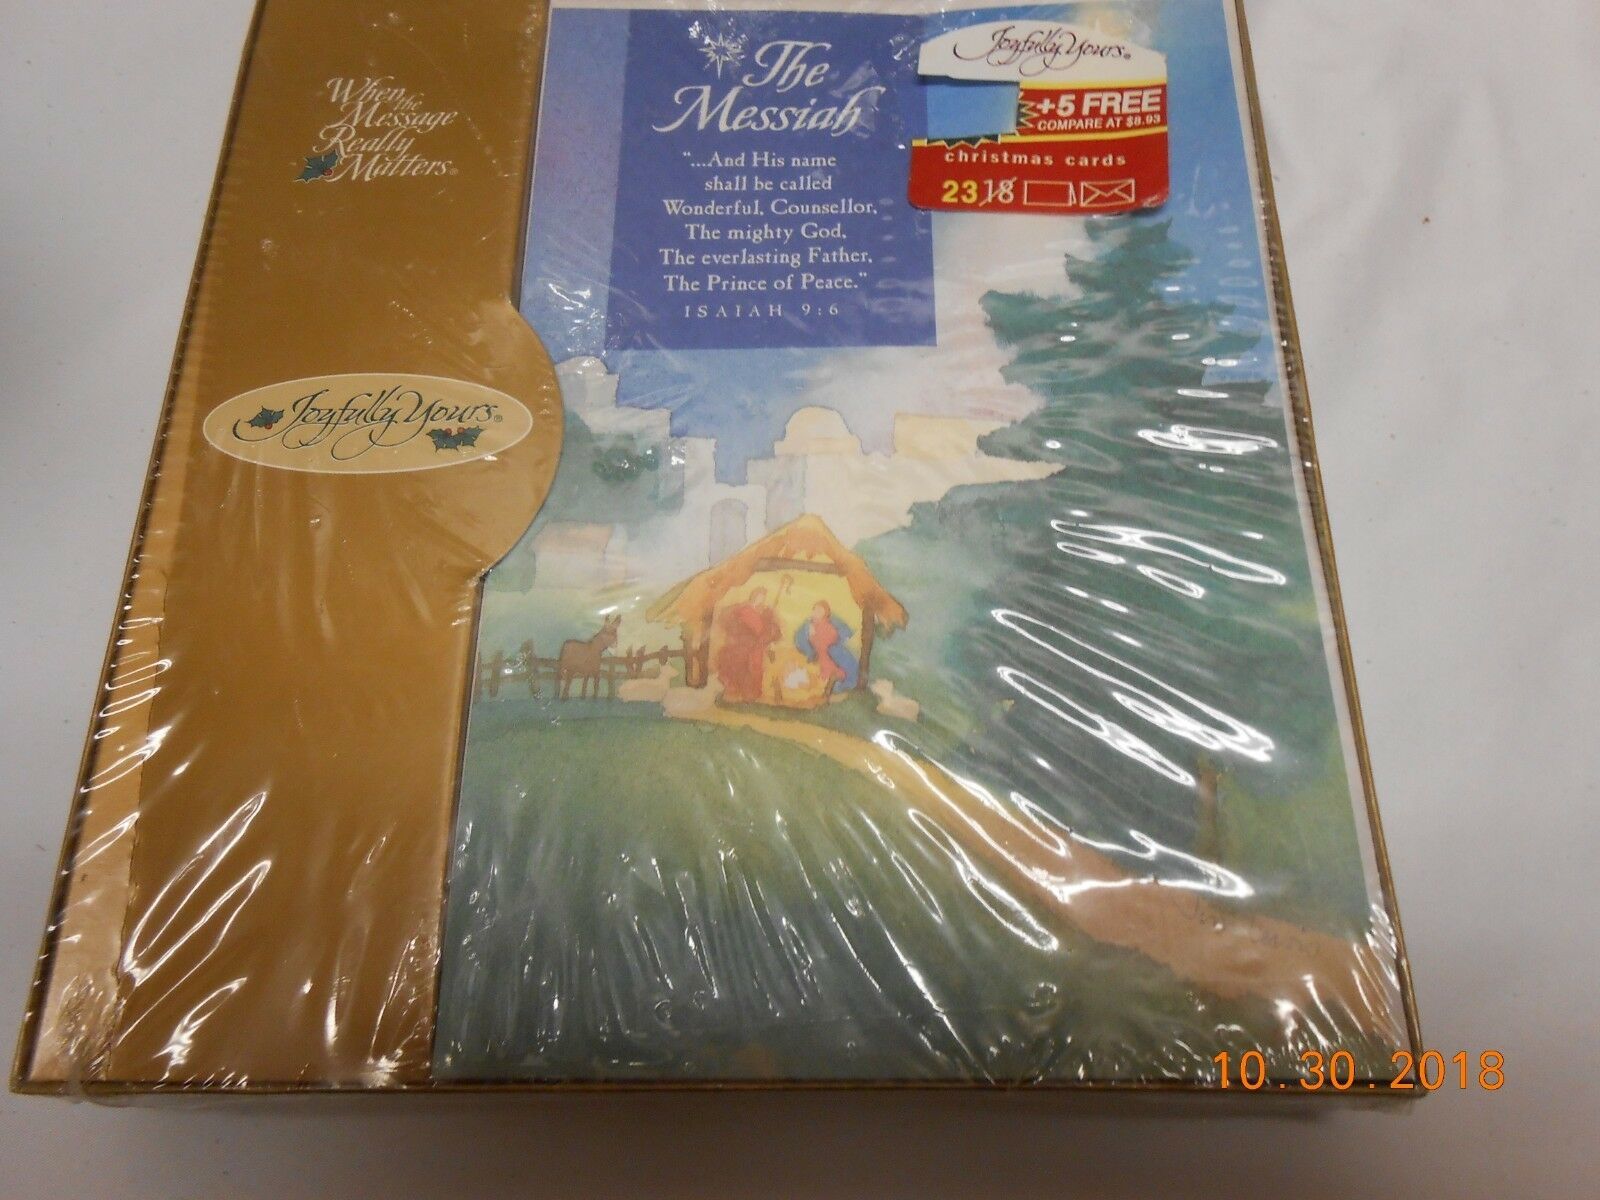 When
the
Message
Really
Matters®
Joyfully Yours®
The
Messiah
"...And His name
shall be called
Wonderful, Counsellor,
The mighty God,
The everlasting Father,
The Prince of Peace."
ISAIAH 9:6
Joyfully Yours®
+5 FREE
COMPARE AT $8.93
christmas cards
23 18
10.30.2018